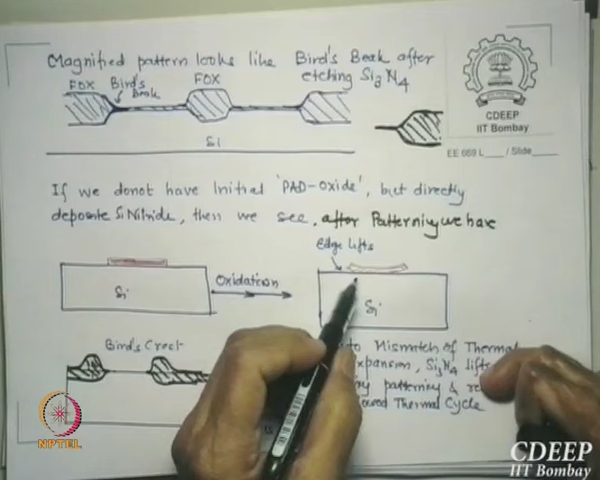 Magnified pattern looks like Bird's Beak after
etching Si3N4
FOX Bird's Beak FOX
Si
CDEEP
IIT Bombay
EE 669 L____/Slide____
If we donot have Initial 'PAD-Oxide', but directly
deposite SiNitride, then we see, after Patterning we have
Edge lifts
Si
Oxidation
Si
Bird's Crest
to Mismatch of Thermal
Expansion, Si3N4 lifts
patterning &
Thermal Cycle
NPTEL
CDEEP
IIT Bombay